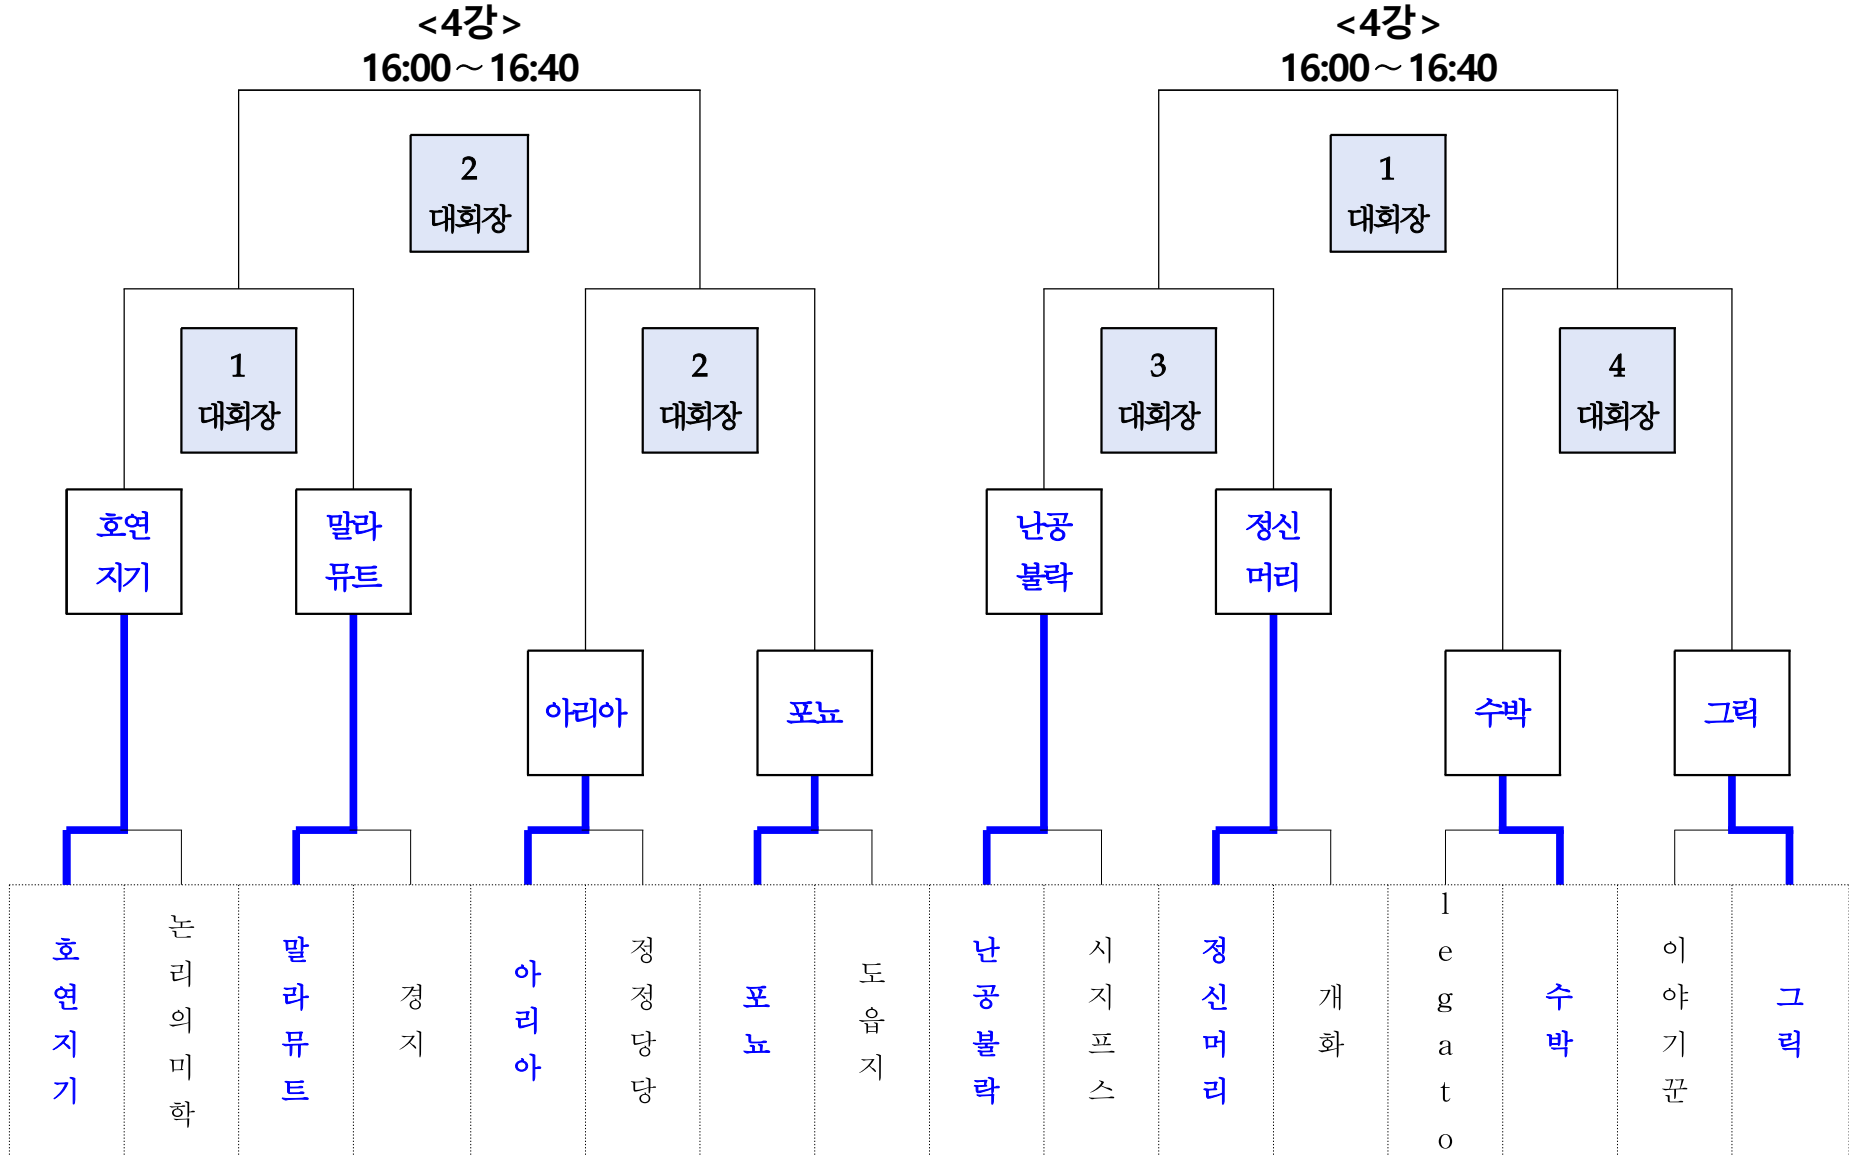 <4강>
16:00~16:40
<4강>
16:00~16:40
2
대회장
1
대회장
1
대회장
2
대회장
3
대회장
4
대회장
호연
지기
말라
뮤트
난공
불락
정신
머리
아리아
포뇨
수박
그릭
호연지기
논리의미학
말라뮤트
경지
아리아
정정당당
포뇨
도읍지
난공불락
시지프스
정신머리
개화
legato
수박
이야기꾼
그릭